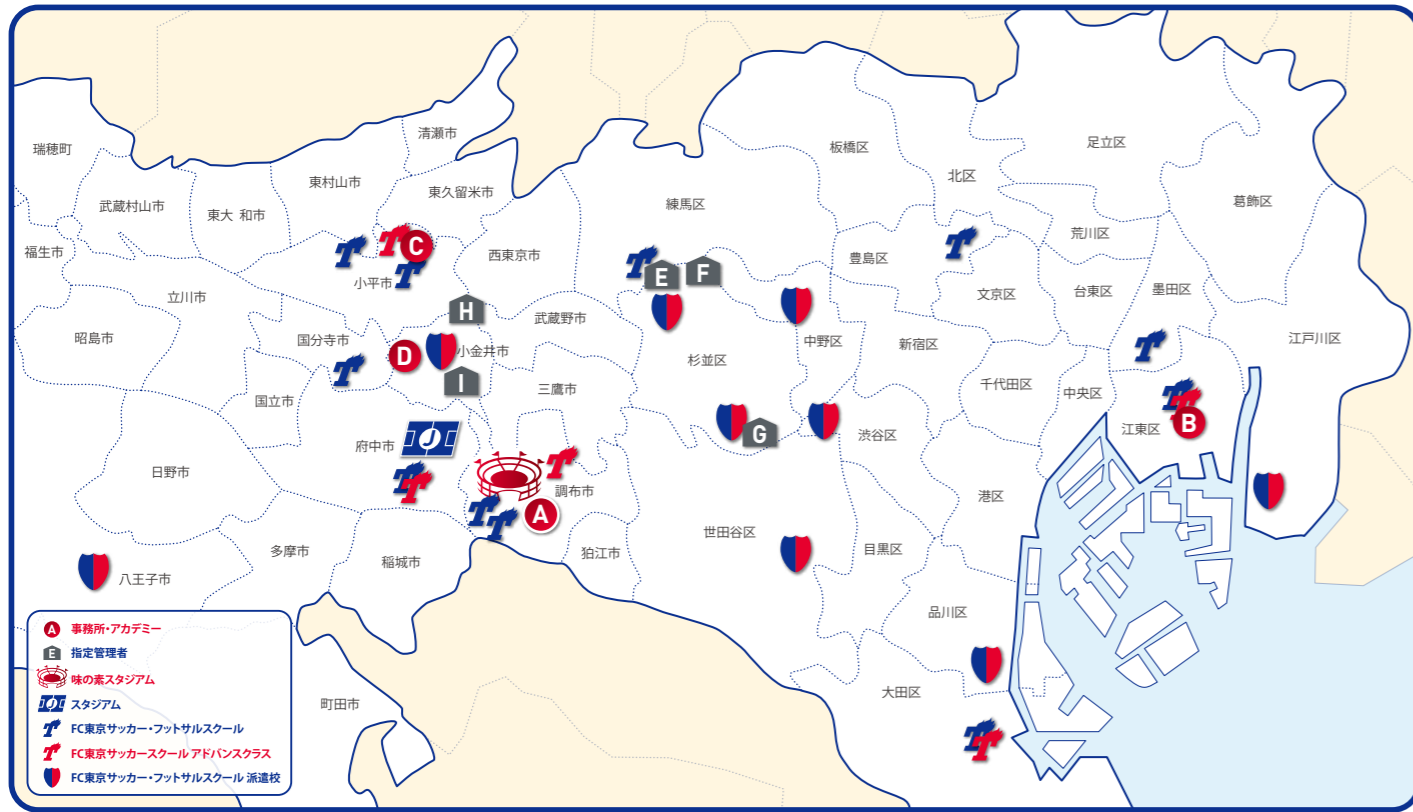 清瀬市
瑞穂町
東村山市
東久留米市
武蔵村山市
東大 和市
福生市
小平市
西東京市
立川市
昭島市
国分寺市
小金井市
武蔵野市
国立市
三鷹市
府中市
調布市
日野市
多摩市
稲城市
狛江市
八王子市
町田市
板橋区
北区
足立区
葛飾区
練馬区
荒川区
豊島区
文京区
台東区
墨田区
江戸川区
杉並区
中野区
新宿区
千代田区
中央区
江東区
渋谷区
港区
世田谷区
目黒区
品川区
大田区
C
E
F
H
D
I
G
B
J
A
A 事務所・アカデミー
E 指定管理者
味の素スタジアム
J スタジアム
T FC東京サッカー・フットサルスクール
T FC東京サッカースクール アドバンスクラス
FC東京サッカー・フットサルスクール 派遣校